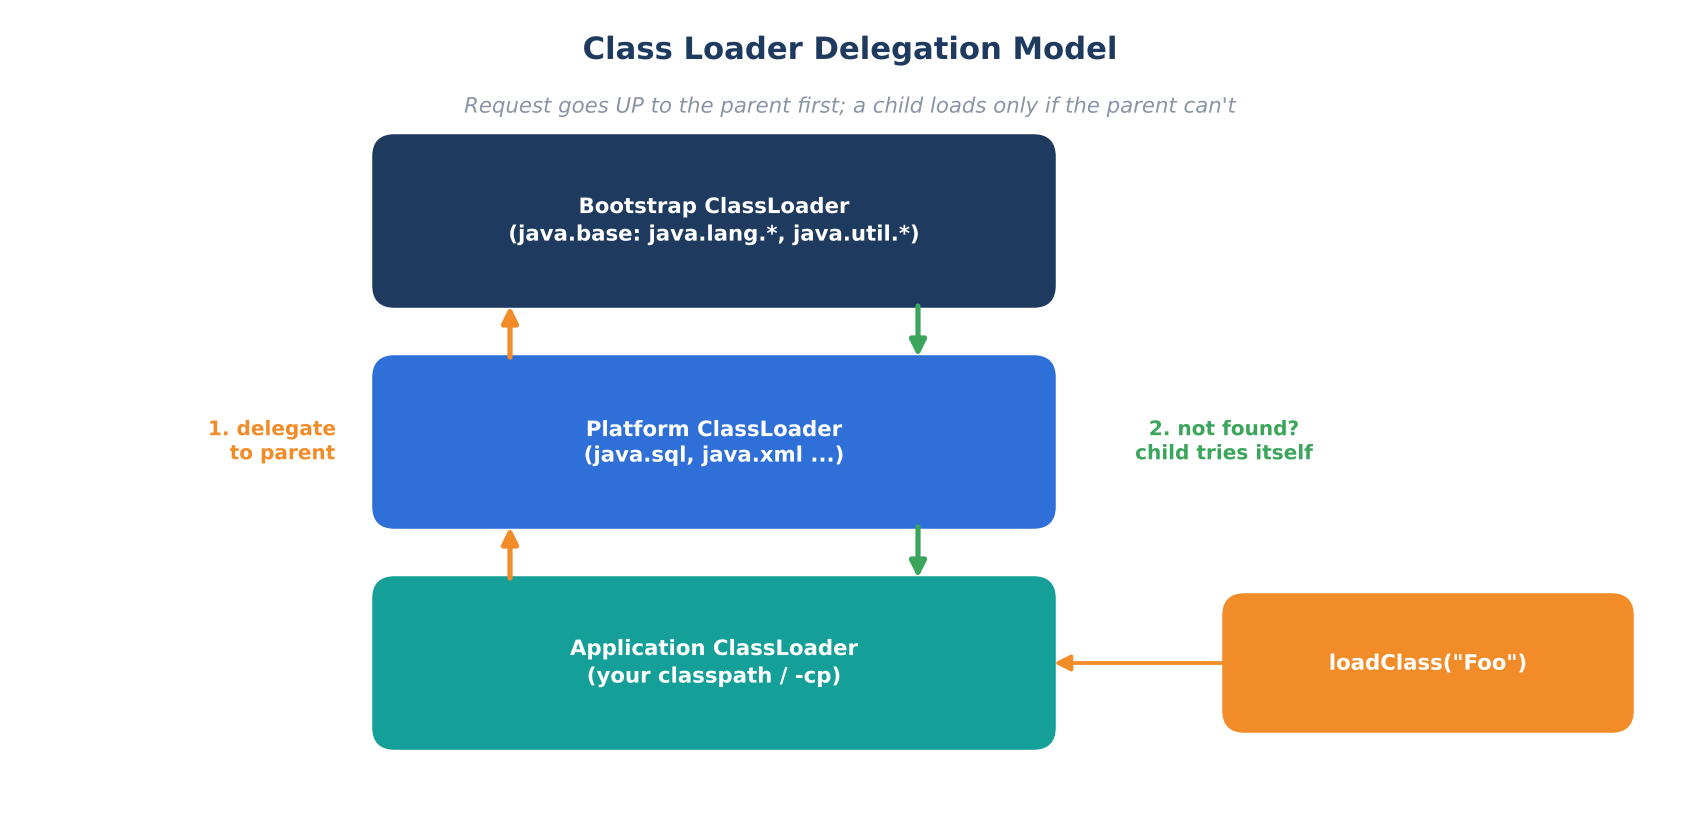 Class Loader Delegation Model
Request goes UP to the parent first; a child loads only if the parent can't
Bootstrap ClassLoader
(java.base: java.lang.*, java.util.*)
1. delegate
to parent
Platform ClassLoader
(java.sql, java.xml ...)
2. not found?
child tries itself
Application ClassLoader
(your classpath / -cp)
loadClass("Foo")